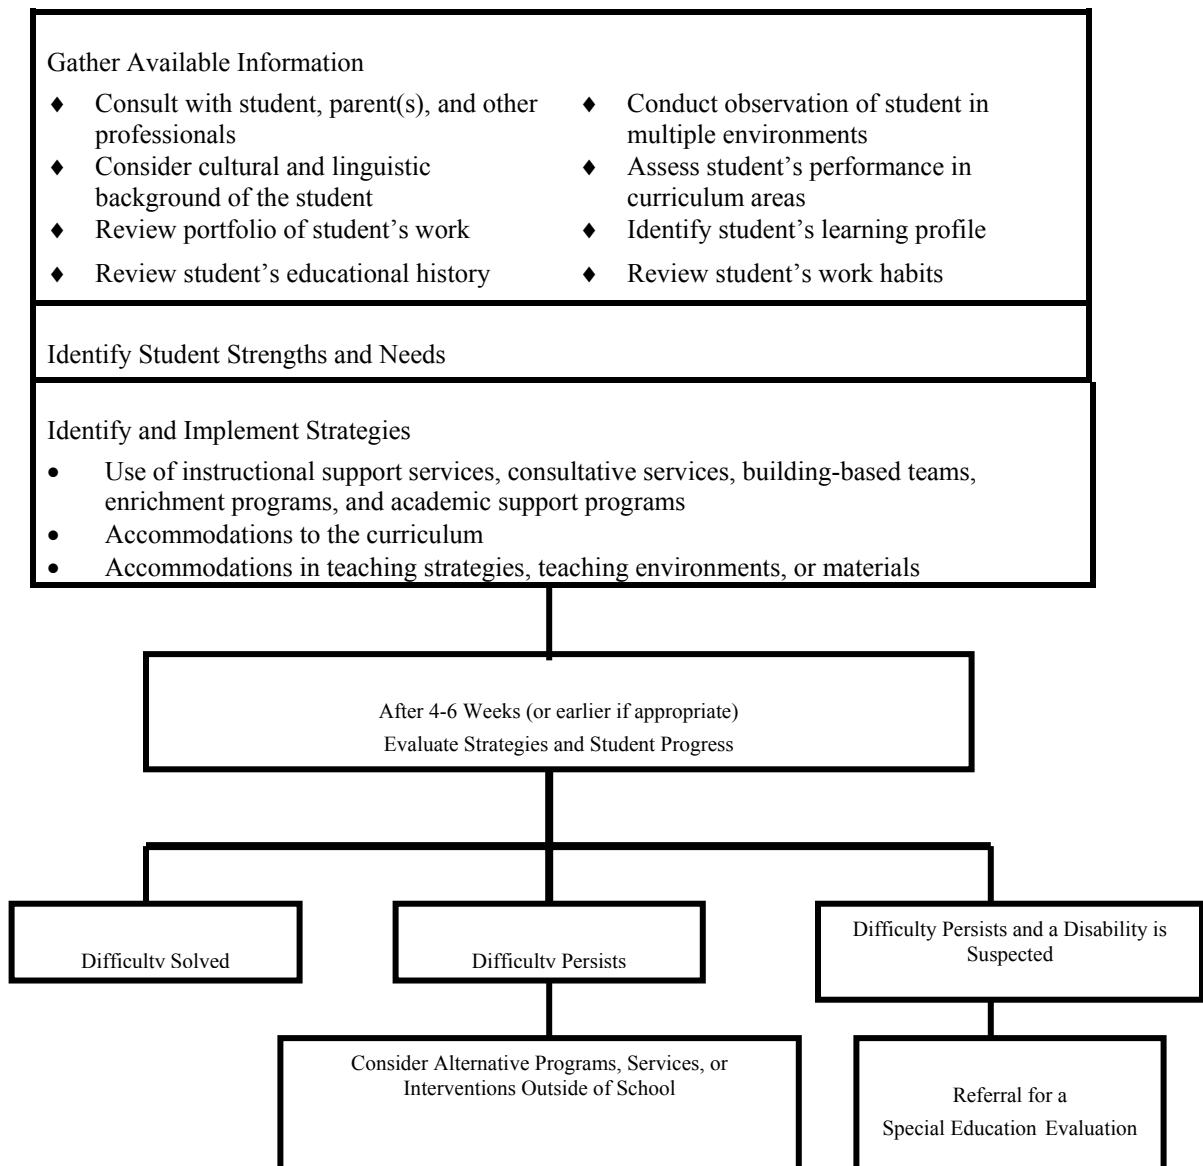 Gather Available Information
♦ Consult with student, parent(s), and other
professionals
♦ Consider cultural and linguistic
background of the student
♦ Review portfolio of student’s work
♦ Review student’s educational history
♦ Conduct observation of student in
multiple environments
♦ Assess student’s performance in
curriculum areas
♦ Identify student’s learning profile
♦ Review student’s work habits
Identify Student Strengths and Needs
Identify and Implement Strategies
• Use of instructional support services, consultative services, building-based teams,
enrichment programs, and academic support programs
• Accommodations to the curriculum
• Accommodations in teaching strategies, teaching environments, or materials
After 4-6 Weeks (or earlier if appropriate)
Evaluate Strategies and Student Progress
Difficulty Solved
Difficulty Persists
Difficulty Persists and a Disability is
Suspected
Consider Alternative Programs, Services, or
Interventions Outside of School
Referral for a
Special Education Evaluation